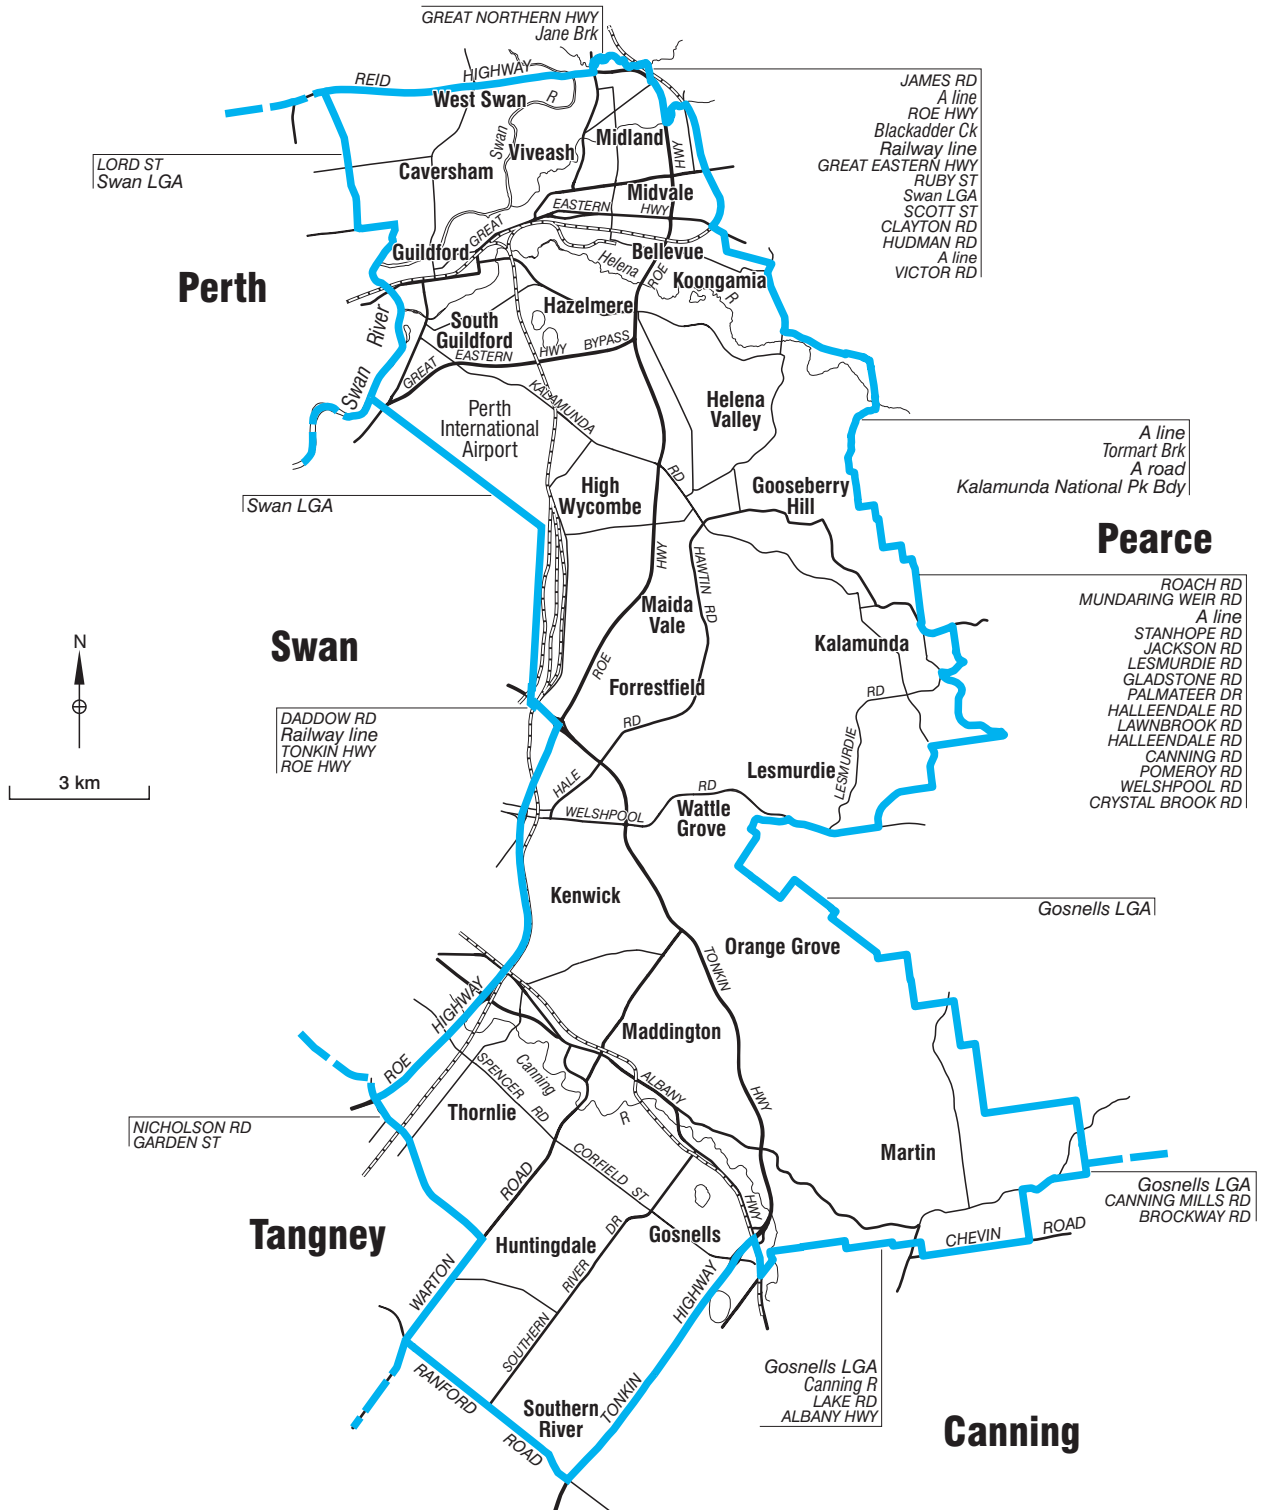 GREAT NORTHERN HWY
Jane Brk
REID
HIGHWAY
West Swan
R
Swan
JAMES RD
A line
ROE HWY
Blackadder Ck
Railway line
GREAT EASTERN HWY
RUBY ST
Swan LGA
SCOTT ST
CLAYTON RD
HUDMAN RD
A line
VICTOR RD
LORD ST
Swan LGA
Midland
Viveash
Caversham
HWY
Midvale
EASTERN
HWY
GREAT
Guildford
Bellevue
Helena
ROE
Koongamia
R
Perth
Hazelmere
South
Guildford
River
Swan
GREAT
EASTERN
HWY
BYPASS
KALAMUNDA
Perth
International
Airport
Helena
Valley
A line
Tormart Brk
A road
Kalamunda National Pk Bdy
RD
High
Wycombe
Gooseberry
Hill
Swan LGA
Pearce
HWY
HAWTIN
RD
Maida
Vale
ROACH RD
MUNDARING WEIR RD
A line
STANHOPE RD
JACKSON RD
LESMURDIE RD
GLADSTONE RD
PALMATEER DR
HALLEENDALE RD
LAWNBROOK RD
HALLEENDALE RD
CANNING RD
POMEROY RD
WELSHPOOL RD
CRYSTAL BROOK RD
N
Swan
Kalamunda
ROE
Forrestfield
RD
RD
LESMURDIE
DADDOW RD
Railway line
TONKIN HWY
ROE HWY
3 km
HALE
Lesmurdie
WELSHPOOL
RD
Wattle
Grove
Kenwick
Gosnells LGA
Orange Grove
TONKIN
HIGHWAY
ROE
Maddington
Canning
R
SPENCER
RD
ALBANY
HWY
Thornlie
NICHOLSON RD
GARDEN ST
Martin
CORFIELD
ST
ROAD
Gosnells LGA
CANNING MILLS RD
BROCKWAY RD
HWY
Tangney
Huntingdale
Gosnells
DR
RIVER
SOUTHERN
CHEVIN
ROAD
WARTON
HIGHWAY
TONKIN
RANFORD
ROAD
Southern
River
Gosnells LGA
Canning R
LAKE RD
ALBANY HWY
Canning